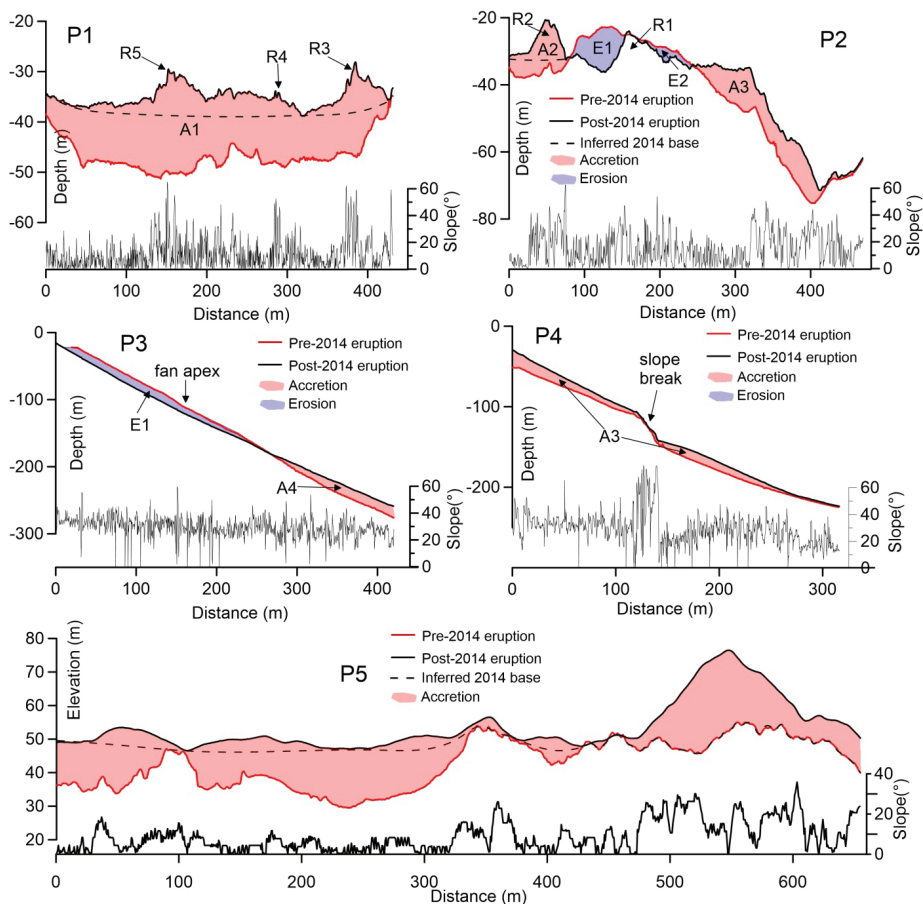 P1
R5
R4
R3
A1
-20
-30
-40
-50
-60
Depth (m)
60
40
20
0
Slope(°)
0
100
200
300
400
Distance (m)
P2
R2
A2
E1
R1
E2
A3
-20
-40
-60
-80
Depth (m)
Pre-2014 eruption
Post-2014 eruption
Inferred 2014 base
Accretion
Erosion
60
40
20
0
Slope(°)
0
100
200
300
400
Distance (m)
P3
fan apex
E1
A4
0
-100
-200
-300
Depth (m)
Pre-2014 eruption
Post-2014 eruption
Accretion
Erosion
60
40
20
0
Slope(°)
0
100
200
300
400
Distance (m)
P4
slope
break
A3
0
-100
-200
Depth (m)
Pre-2014 eruption
Post-2014 eruption
Accretion
Erosion
60
40
20
0
Slope(°)
0
100
200
300
Distance (m)
P5
80
70
60
50
40
30
20
Elevation (m)
Pre-2014 eruption
Post-2014 eruption
Inferred 2014 base
Accretion
40
20
0
Slope(°)
0
100
200
300
400
500
600
Distance (m)